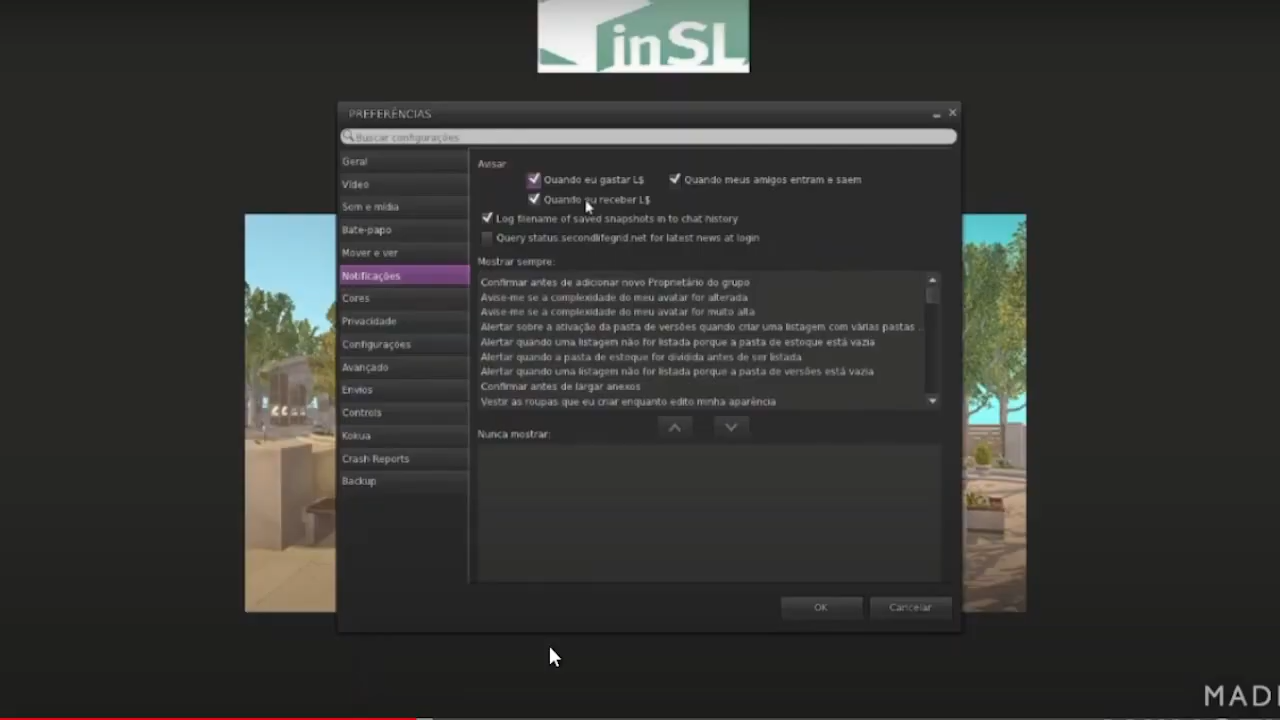 inSL
PREFERÊNCIAS
Buscar configurações
Geral
Vídeo
Som e mídia
Bate-papo
Mover e ver
Notificações
Cores
Privacidade
Configurações
Avançado
Envios
Controls
Kokua
Crash Reports
Backup
Avisar:
Quando eu gastar L$
Quando meus amigos entram e saem
Quando eu receber L$
Log filename of saved snapshots in to chat history
Query status.secondlifegrid.net for latest news at login
Mostrar sempre:
Confirmar antes de adicionar novo Proprietário do grupo
Avise-me se a complexidade do meu avatar for alterada
Avise-me se a complexidade do meu avatar for muito alta
Alertar sobre a ativação da pasta de versões quando criar uma listagem com várias pastas ...
Alertar quando uma listagem não for listada porque a pasta de estoque está vazia
Alertar quando a pasta de estoque for dividida antes de ser listada
Alertar quando uma listagem não for listada porque a pasta de versões está vazia
Confirmar antes de largar anexos
Vestir as roupas que eu criar enquanto edito minha aparência
Nunca mostrar:
OK
Cancelar
MAD